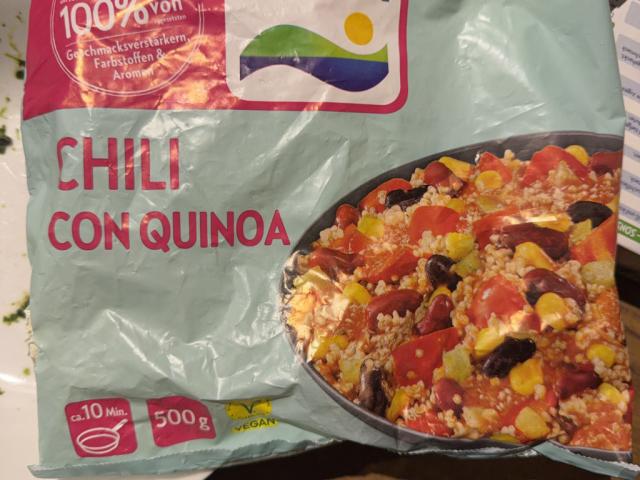 100% von
Geschmacksverstärkern,
Farbstoffen &
Aromen
CHILI
CON QUINOA
ca. 10 Min.
500 g
VEGAN